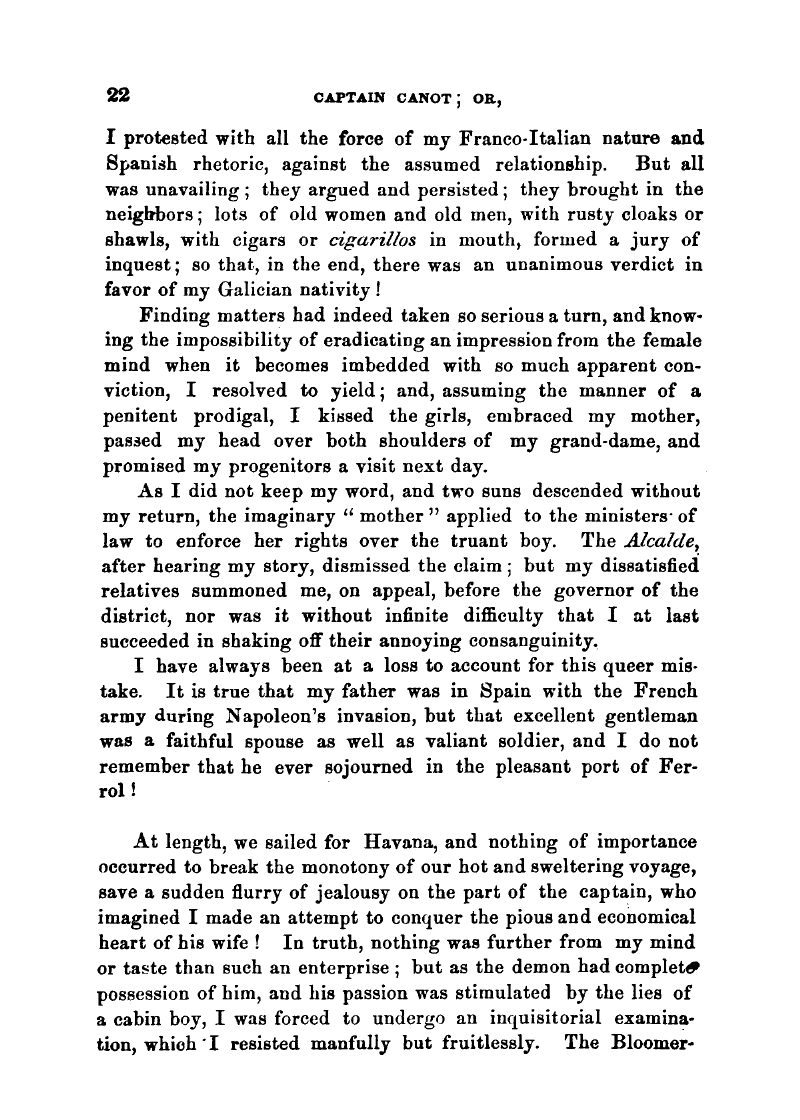 22 CAPTAIN CANOT; OR,
I protested with all the force of my Franco-Italian nature and
Spanish rhetoric, against the assumed relationship. But all
was unavailing; they argued and persisted; they brought in the
neighbors; lots of old women and old men, with rusty cloaks or
shawls, with cigars or cigarillos in mouth, formed a jury of
inquest; so that, in the end, there was an unanimous verdict in
favor of my Galician nativity!
Finding matters had indeed taken so serious a turn, and know-
ing the impossibility of eradicating an impression from the female
mind when it becomes imbedded with so much apparent con-
viction, I resolved to yield; and, assuming the manner of a
penitent prodigal, I kissed the girls, embraced my mother,
passed my head over both shoulders of my grand-dame, and
promised my progenitors a visit next day.
As I did not keep my word, and two suns descended without
my return, the imaginary "mother" applied to the ministers of
law to enforce her rights over the truant boy. The Alcalde,
after hearing my story, dismissed the claim; but my dissatisfied
relatives summoned me, on appeal, before the governor of the
district, nor was it without infinite difficulty that I at last
succeeded in shaking off their annoying consanguinity.
I have always been at a loss to account for this queer mis-
take. It is true that my father was in Spain with the French
army during Napoleon's invasion, but that excellent gentleman
was a faithful spouse as well as valiant soldier, and I do not
remember that he ever sojourned in the pleasant port of Fer-
rol!
At length, we sailed for Havana, and nothing of importance
occurred to break the monotony of our hot and sweltering voyage,
save a sudden flurry of jealousy on the part of the captain, who
imagined I made an attempt to conquer the pious and economical
heart of his wife! In truth, nothing was further from my mind
or taste than such an enterprise; but as the demon had complete
possession of him, and his passion was stimulated by the lies of
a cabin boy, I was forced to undergo an inquisitorial examina-
tion, which I resisted manfully but fruitlessly. The Bloomer-